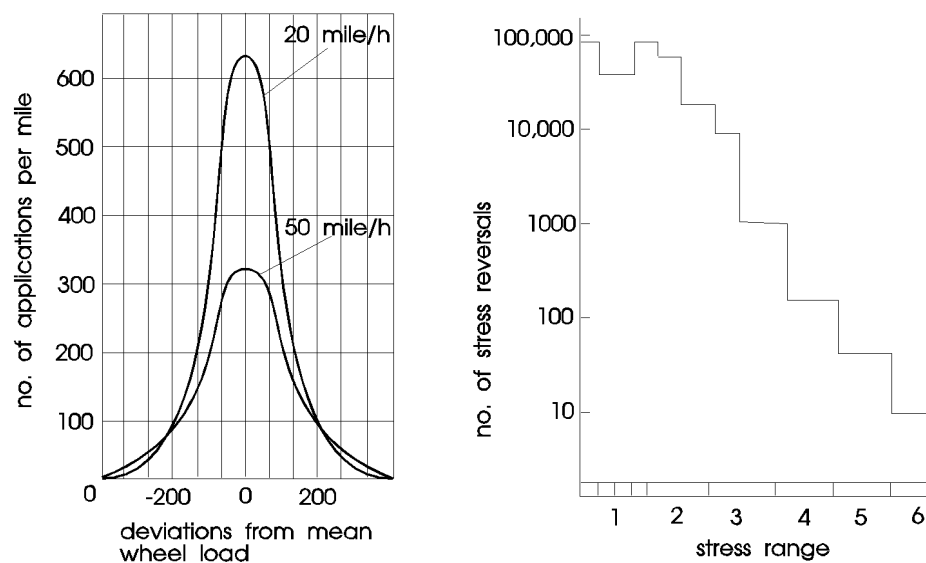 20 mile/h
50 mile/h
no. of applications per mile
600
500
400
300
200
100
0
-200 0 200
deviations from mean
wheel load
no. of stress reversals
100,000
10,000
1000
100
10
1 2 3 4 5 6
stress range